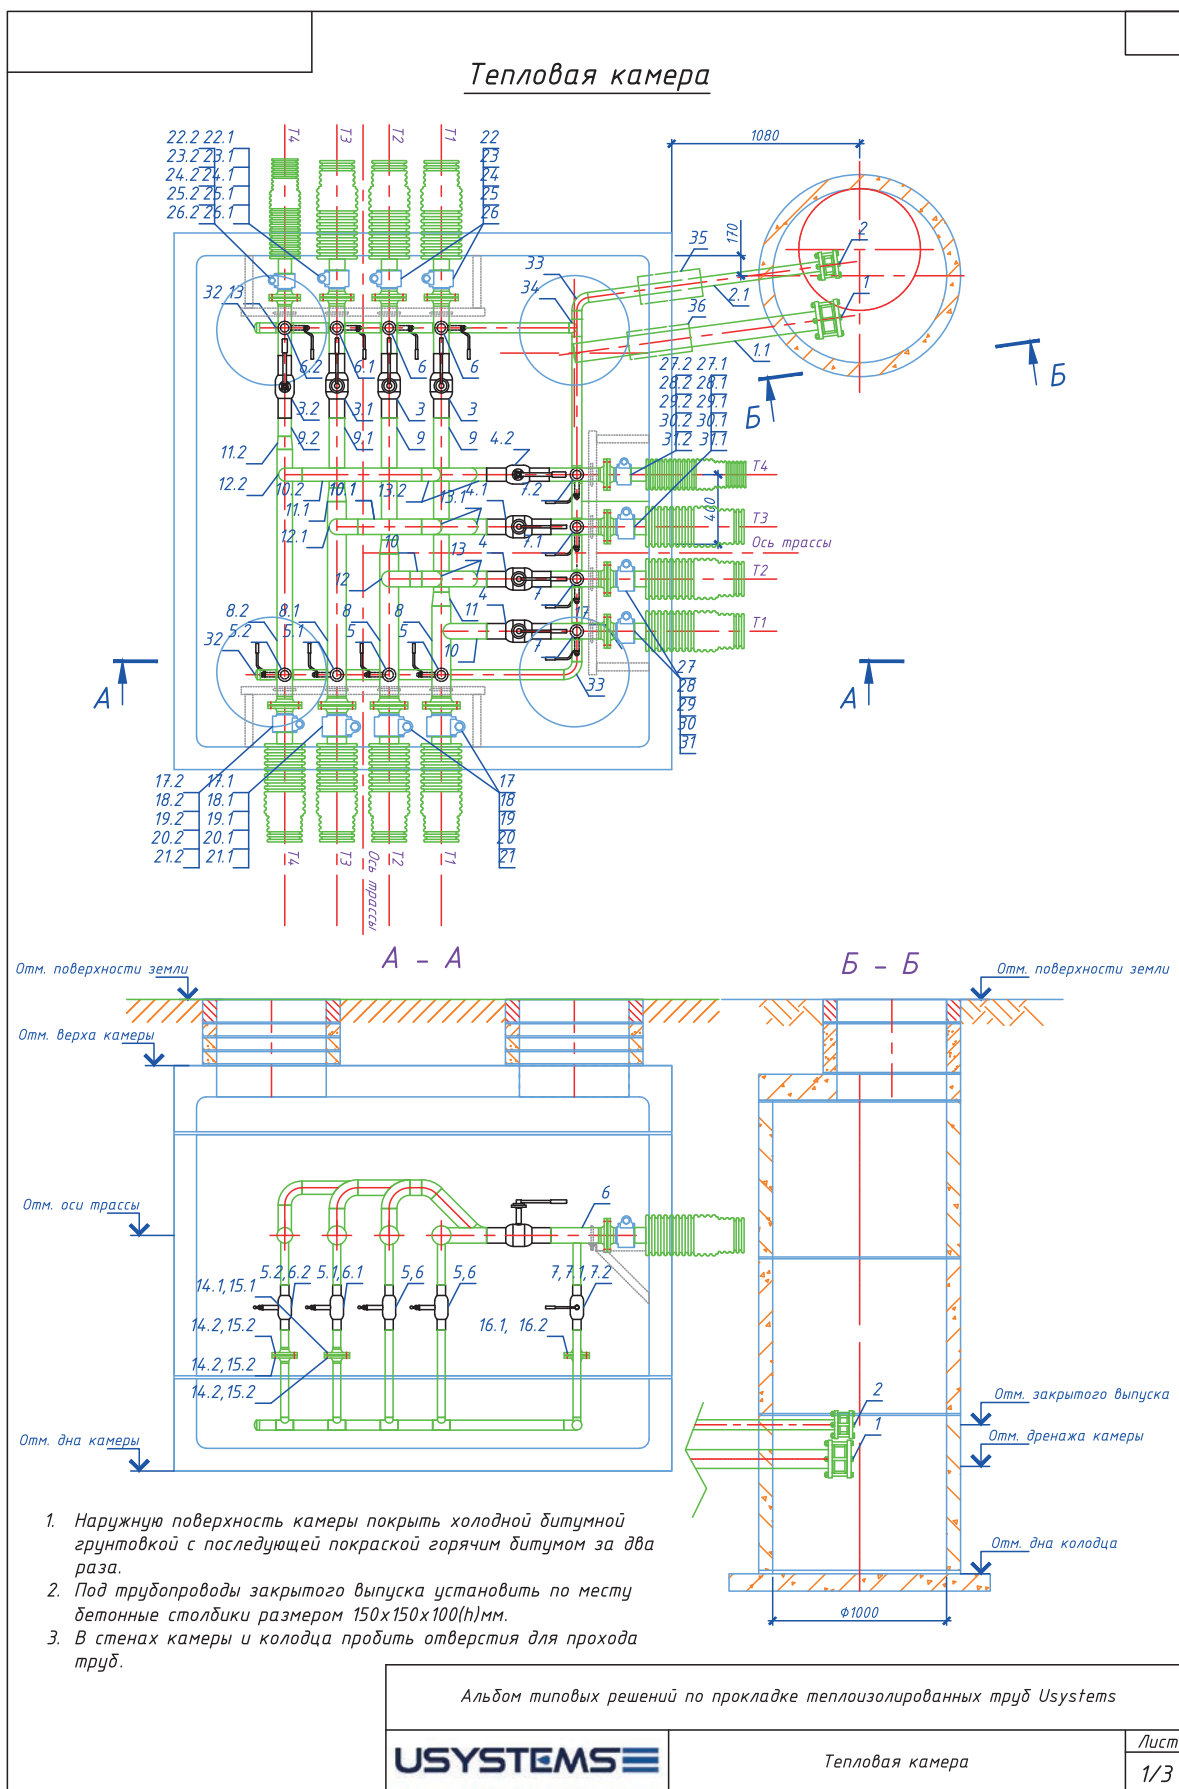 Тепловая камера
22.2 22.1
23.2 23.1
24.2 24.1
25.2 25.1
26.2 26.1
Т4
Т3
Т2
Т1
22
23
24
25
26
1080
170
35
2
33
34
2.1
1
36
1.1
32 13
6.2
6.1
6
6
3.2
3.1
3
3
9.2
9.1
9
9
4.2
11.2
12.2
10.2
10.1
13.2
13.1
4.1
7.2
11.1
12.1
10
13
4
7.1
12
4
7
11
17
10
7
27.2 27.1
28.2 28.1
29.2 29.1
30.2 30.1
31.2 31.1
Б
Б
Т4
400
Т3
Ось трассы
Т2
Т1
8.2
8.1
8
8
5.2
5.1
5
5
32
33
27
28
29
30
31
А
А
17.2 17.1
18.2 18.1
19.2 19.1
20.2 20.1
21.2 21.1
17
18
19
20
21
Т4
Т3
Ось трассы
Т2
Т1
А - А
Б - Б
Отм. поверхности земли
Отм. поверхности земли
Отм. верха камеры
Отм. оси трассы
6
5.2,6.2
5.1,6.1
5,6
5,6
7,7.1,7.2
14.1,15.1
14.2,15.2
16.1, 16.2
14.2,15.2
14.2,15.2
2
1
Отм. закрытого выпуска
Отм. дренажа камеры
Отм. дна камеры
Отм. дна колодца
Ф1000
1. Наружную поверхность камеры покрыть холодной битумной
грунтовкой с последующей покраской горячим битумом за два
раза.
2. Под трубопроводы закрытого выпуска установить по месту
бетонные столбики размером 150х150х100(h)мм.
3. В стенах камеры и колодца пробить отверстия для прохода
труб.
Альбом типовых решений по прокладке теплоизолированных труб Usystems
USYSTEMS
Тепловая камера
Лист
1/3